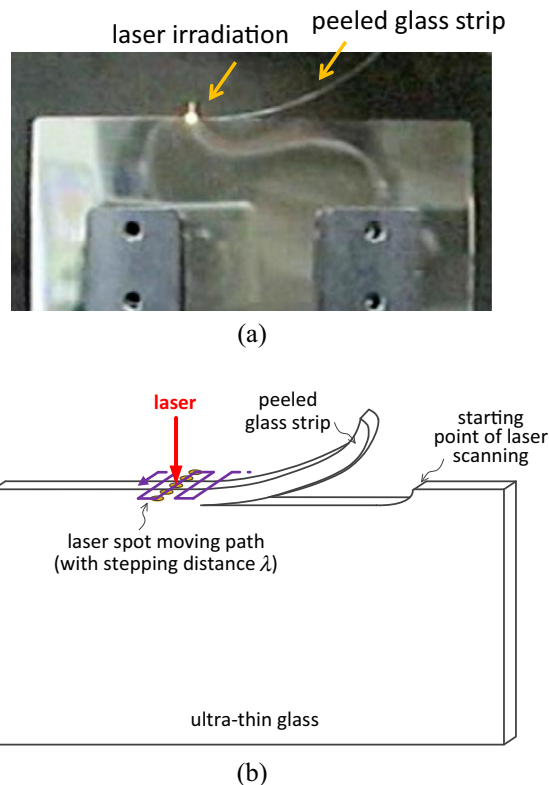 laser irradiation
peeled glass strip
(a)
laser
peeled
glass strip
starting
point of laser
scanning
laser spot moving path
(with stepping distance λ)
ultra-thin glass
(b)